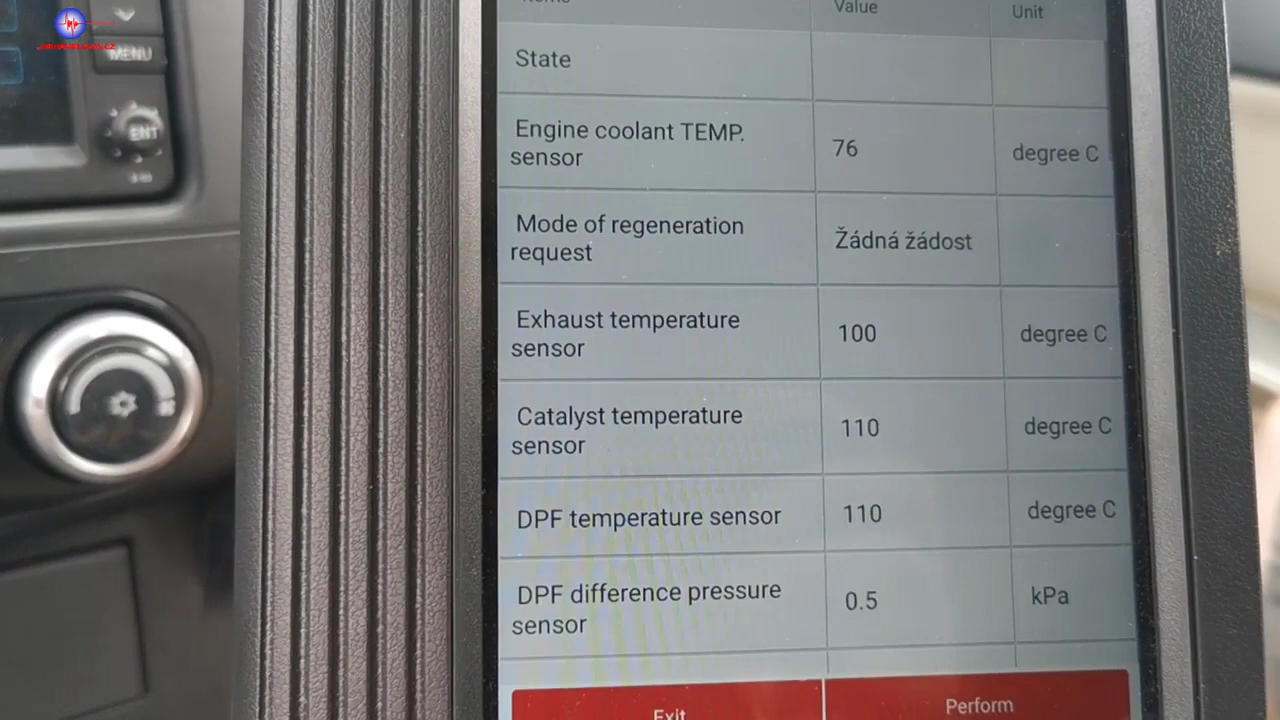 MENU
ENT
Items
Value
Unit
State
Engine coolant TEMP.
sensor
76
degree C
Mode of regeneration
request
Žádná žádost
Exhaust temperature
sensor
100
degree C
Catalyst temperature
sensor
110
degree C
DPF temperature sensor
110
degree C
DPF difference pressure
sensor
0.5
kPa
Exit
Perform